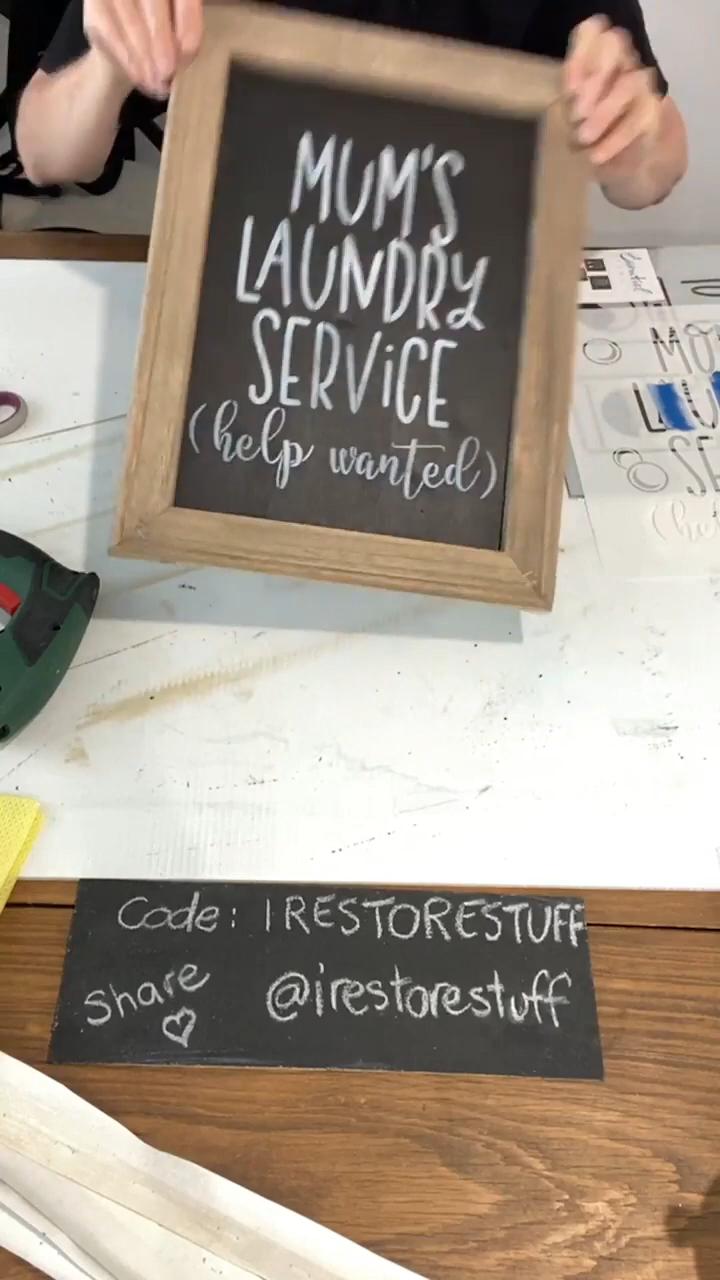 MUM'S
LAUNDRY
SERVICE
(help wanted)
Code: IRESTORESTUFF
share @irestorestuff